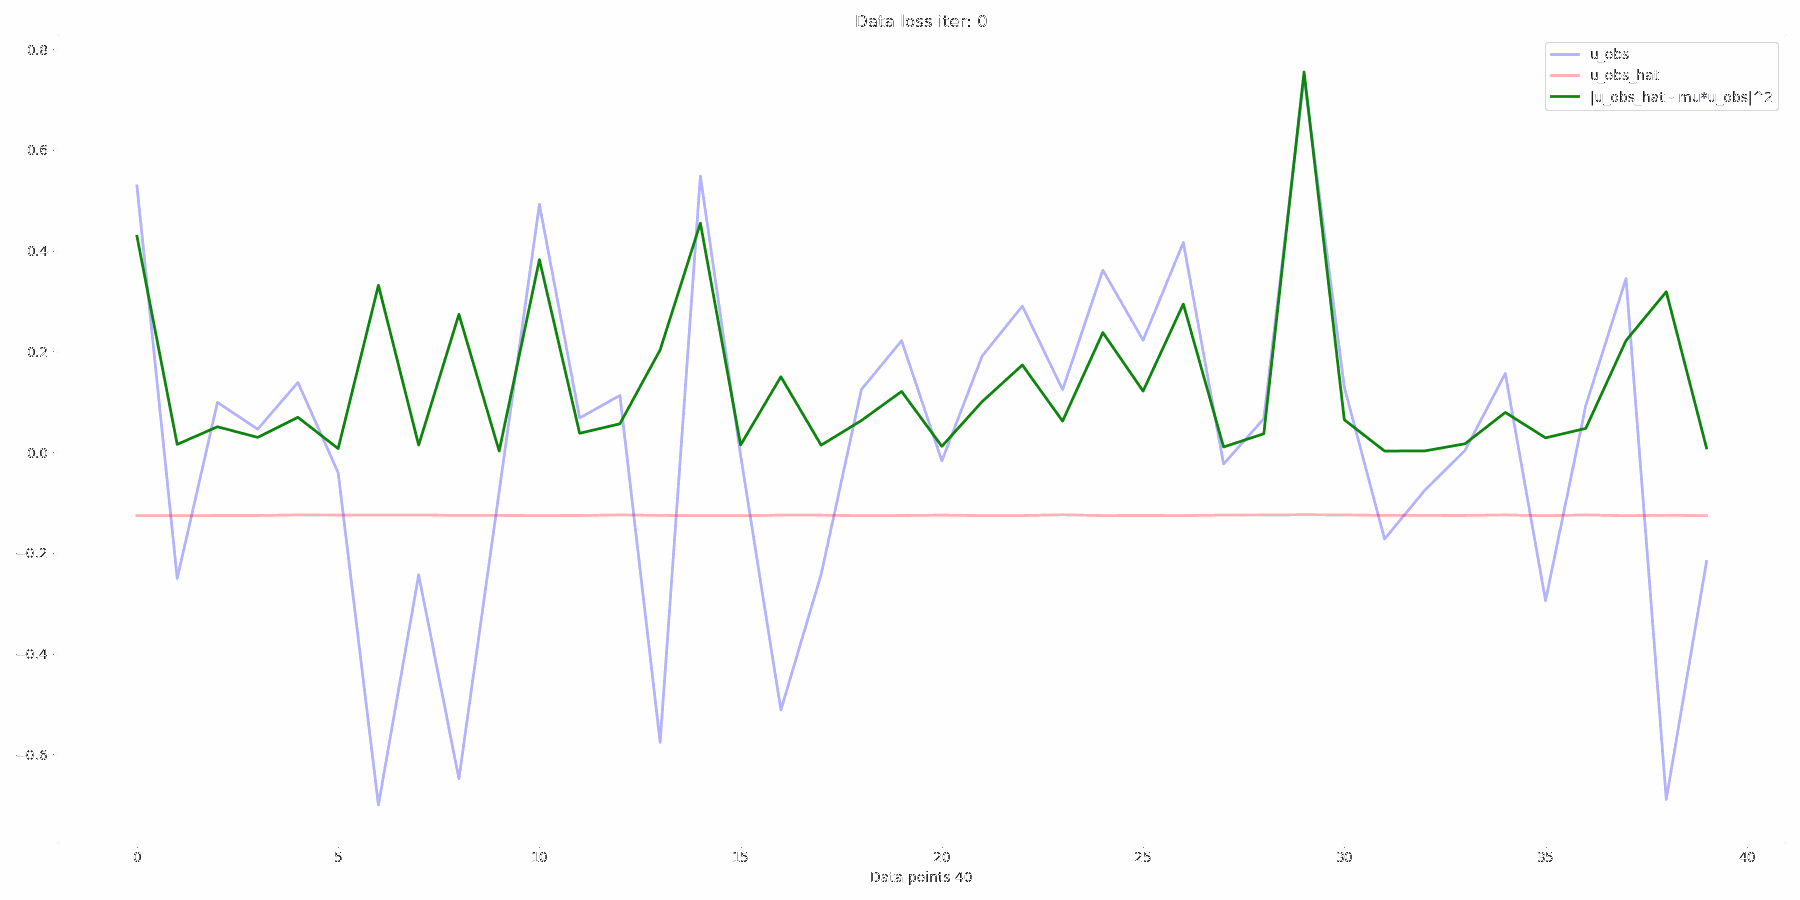 Data loss iter: 0
u_obs
u_obs_hat
|u_obs_hat - mu*u_obs|^2
0.8
0.6
0.4
0.2
0.0
−0.2
−0.4
−0.6
0 5 10 15 20 25 30 35 40
Data points 40